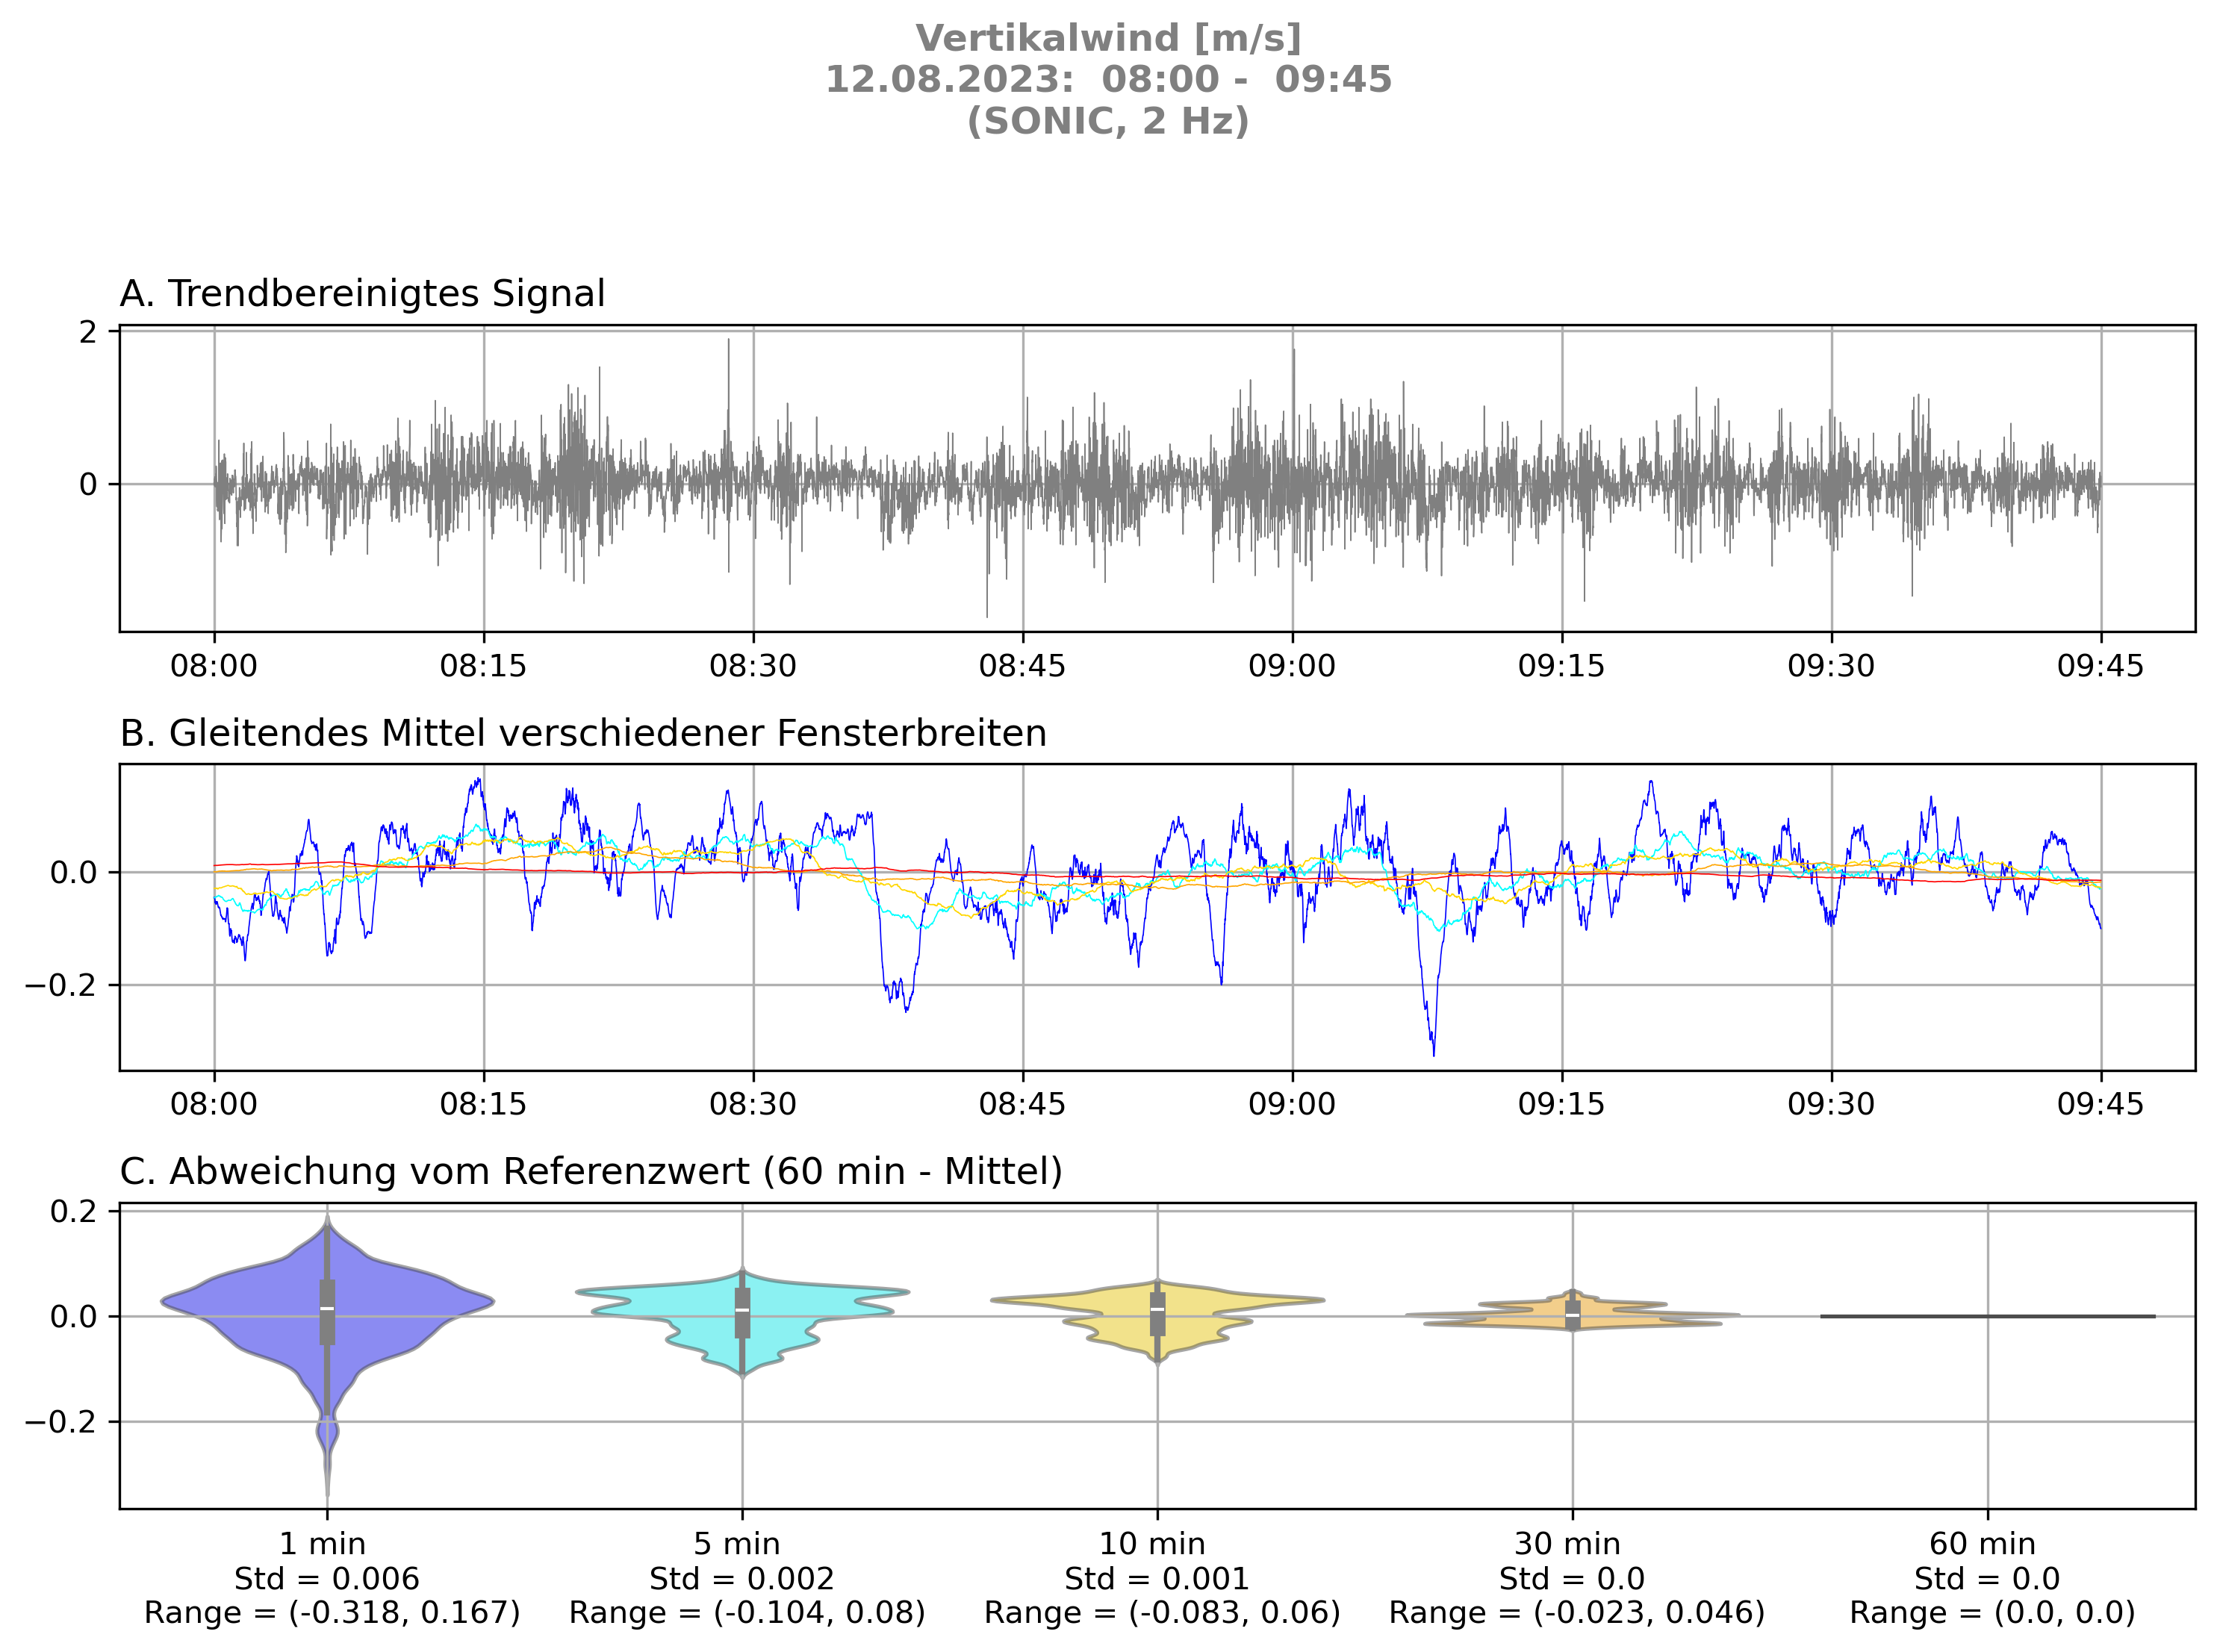 Vertikalwind [m/s]
12.08.2023:  08:00 -  09:45
(SONIC, 2 Hz)
A. Trendbereinigtes Signal
2
0
08:00 08:15 08:30 08:45 09:00 09:15 09:30 09:45
B. Gleitendes Mittel verschiedener Fensterbreiten
0.0
−0.2
08:00 08:15 08:30 08:45 09:00 09:15 09:30 09:45
C. Abweichung vom Referenzwert (60 min - Mittel)
0.2
0.0
−0.2
1 min 5 min 10 min 30 min 60 min
Std = 0.006 Std = 0.002 Std = 0.001 Std = 0.0 Std = 0.0
Range = (-0.318, 0.167) Range = (-0.104, 0.08) Range = (-0.083, 0.06) Range = (-0.023, 0.046) Range = (0.0, 0.0)